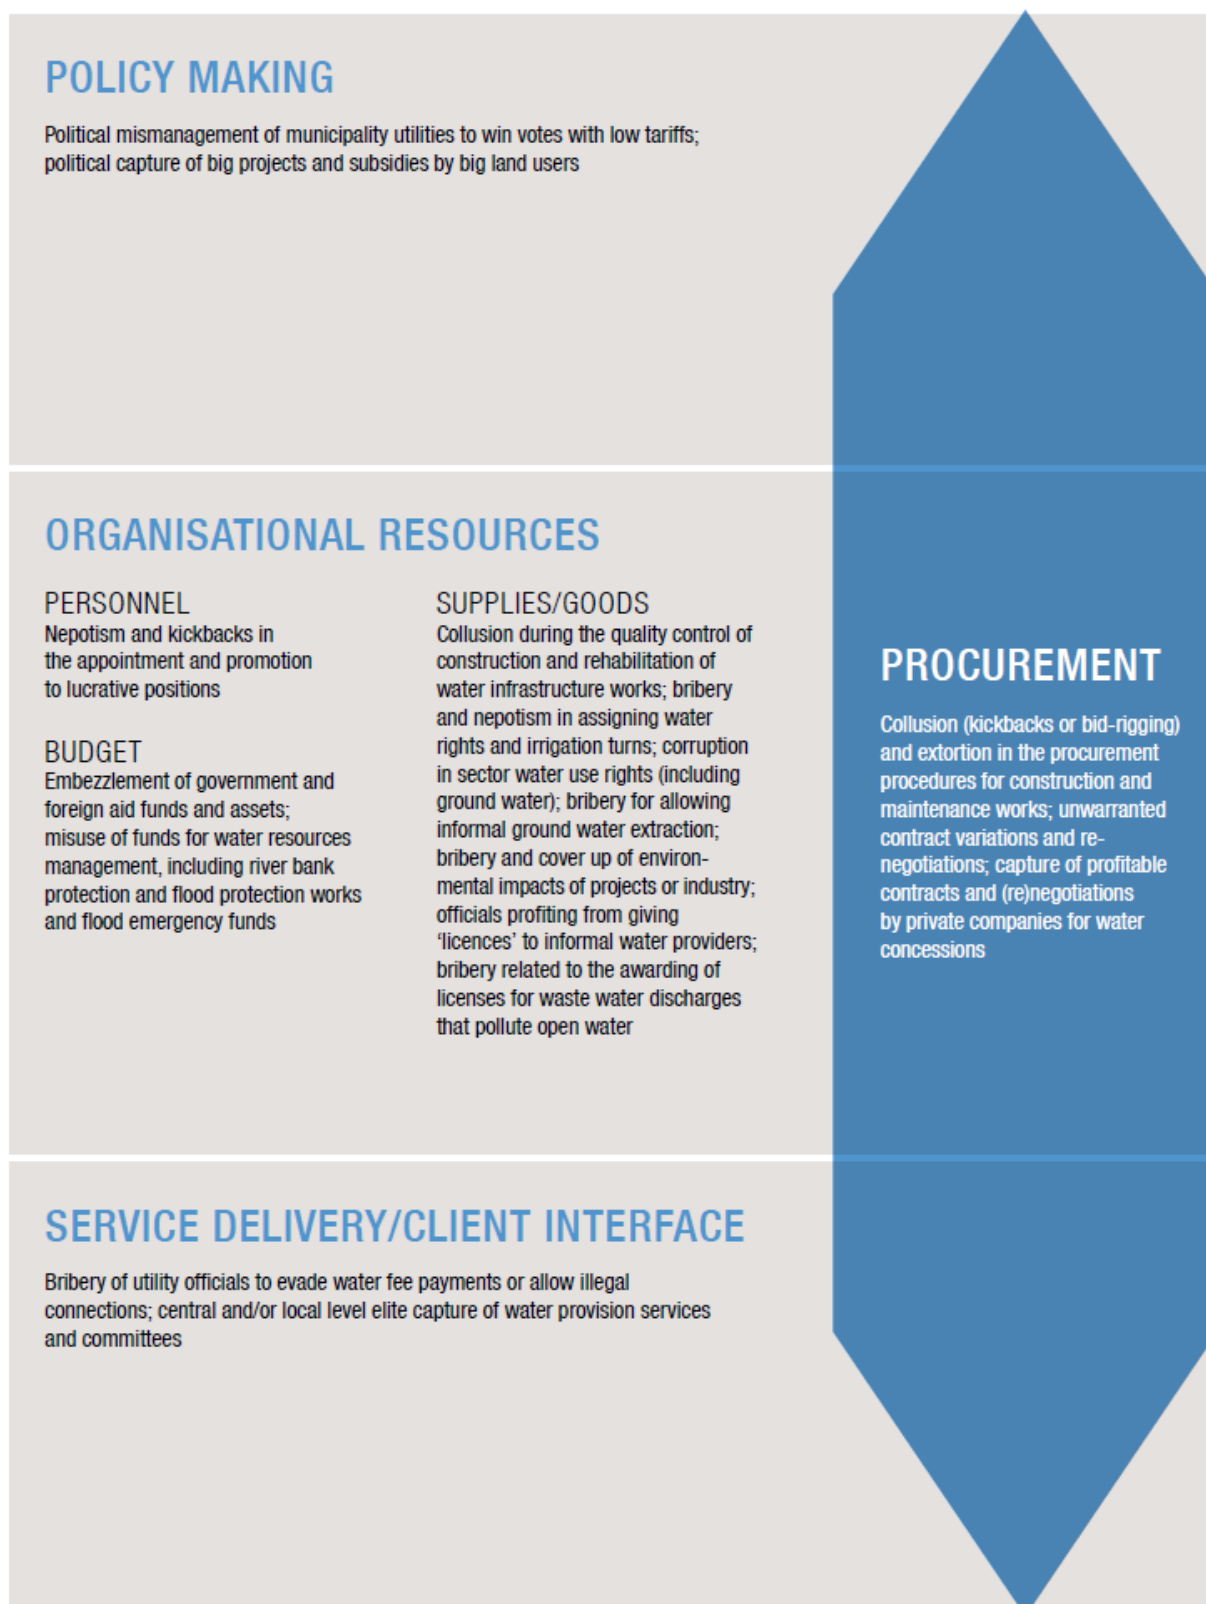 POLICY MAKING
Political mismanagement of municipality utilities to win votes with low tariffs;
political capture of big projects and subsidies by big land users
ORGANISATIONAL RESOURCES
PERSONNEL
Nepotism and kickbacks in
the appointment and promotion
to lucrative positions
BUDGET
Embezzlement of government and
foreign aid funds and assets;
misuse of funds for water resources
management, including river bank
protection and flood protection works
and flood emergency funds
SUPPLIES/GOODS
Collusion during the quality control of
construction and rehabilitation of
water infrastructure works; bribery
and nepotism in assigning water
rights and irrigation turns; corruption
in sector water use rights (including
ground water); bribery for allowing
informal ground water extraction;
bribery and cover up of environ-
mental impacts of projects or industry;
officials profiting from giving
‘licences’ to informal water providers;
bribery related to the awarding of
licenses for waste water discharges
that pollute open water
PROCUREMENT
Collusion (kickbacks or bid-rigging)
and extortion in the procurement
procedures for construction and
maintenance works; unwarranted
contract variations and re-
negotiations; capture of profitable
contracts and (re)negotiations
by private companies for water
concessions
SERVICE DELIVERY/CLIENT INTERFACE
Bribery of utility officials to evade water fee payments or allow illegal
connections; central and/or local level elite capture of water provision services
and committees